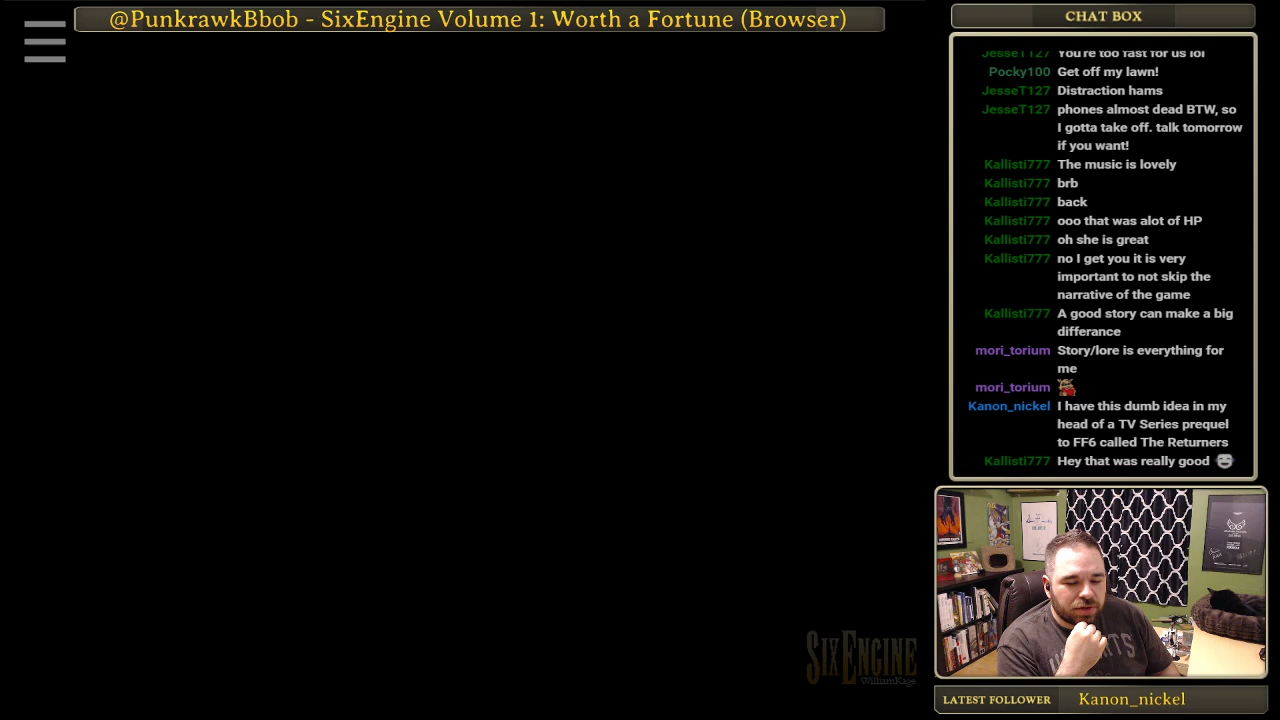 @PunkrawkBbob - SixEngine Volume 1: Worth a Fortune (Browser)
CHAT BOX
JesseT127 You're too fast for us lol
Pocky100 Get off my lawn!
JesseT127 Distraction hams
JesseT127 phones almost dead BTW, so
I gotta take off. talk tomorrow
if you want!
Kallisti777 The music is lovely
Kallisti777 brb
Kallisti777 back
Kallisti777 ooo that was alot of HP
Kallisti777 oh she is great
Kallisti777 no I get you it is very
important to not skip the
narrative of the game
Kallisti777 A good story can make a big
differance
mori_torium Story/lore is everything for
me
mori_torium
Kanon_nickel I have this dumb idea in my
head of a TV Series prequel
to FF6 called The Returners
Kallisti777 Hey that was really good
SIXENGINE
WilliamKage
LATEST FOLLOWER Kanon_nickel